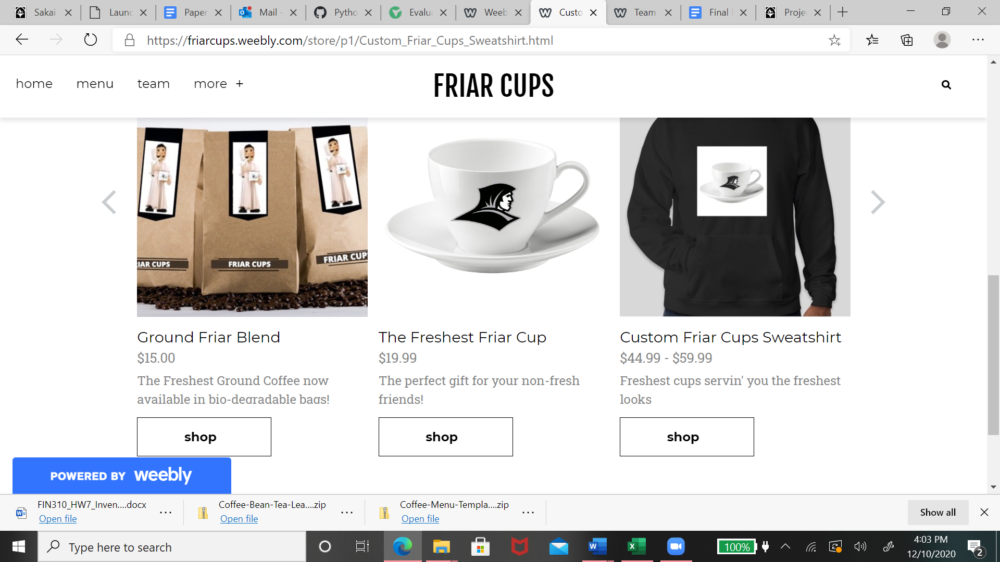 Sakai
Launc
Paper
Mail -
Pytho
Evalua
Weeb
Custo
Team
Final
Projec
https://friarcups.weebly.com/store/p1/Custom_Friar_Cups_Sweatshirt.html
home
menu
team
more +
FRIAR CUPS
IAR CUPS
FRIAR CUPS
FRIAR CUP
Ground Friar Blend
$15.00
The Freshest Ground Coffee now
available in bio-degradable bags!
shop
The Freshest Friar Cup
$19.99
The perfect gift for your non-fresh
friends!
shop
Custom Friar Cups Sweatshirt
$44.99 - $59.99
Freshest cups servin' you the freshest
looks
shop
POWERED BY weebly
FIN310_HW7_Inven....docx
Open file
Coffee-Bean-Tea-Lea....zip
Open file
Coffee-Menu-Templa....zip
Open file
Show all
Type here to search
100%
4:03 PM
12/10/2020
2